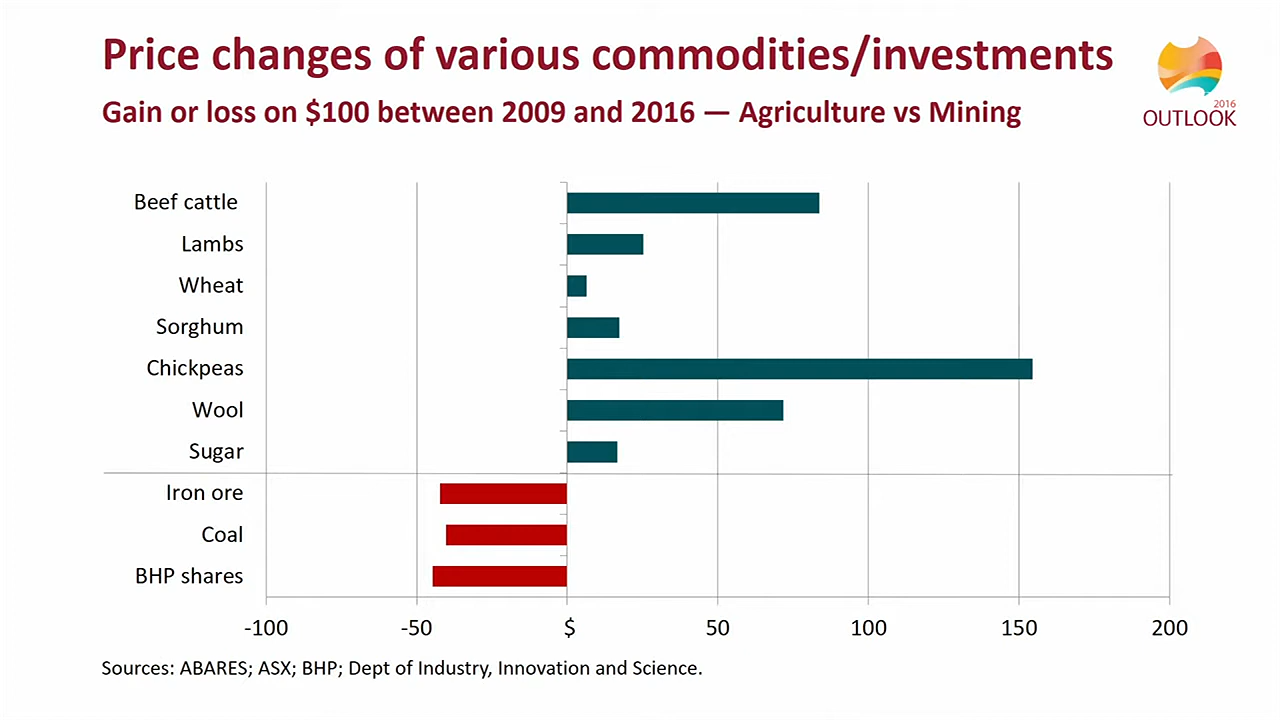 Price changes of various commodities/investments
Gain or loss on $100 between 2009 and 2016 — Agriculture vs Mining
2016
OUTLOOK
Beef cattle
Lambs
Wheat
Sorghum
Chickpeas
Wool
Sugar
Iron ore
Coal
BHP shares
-100 -50 $ 50 100 150 200
Sources: ABARES; ASX; BHP; Dept of Industry, Innovation and Science.